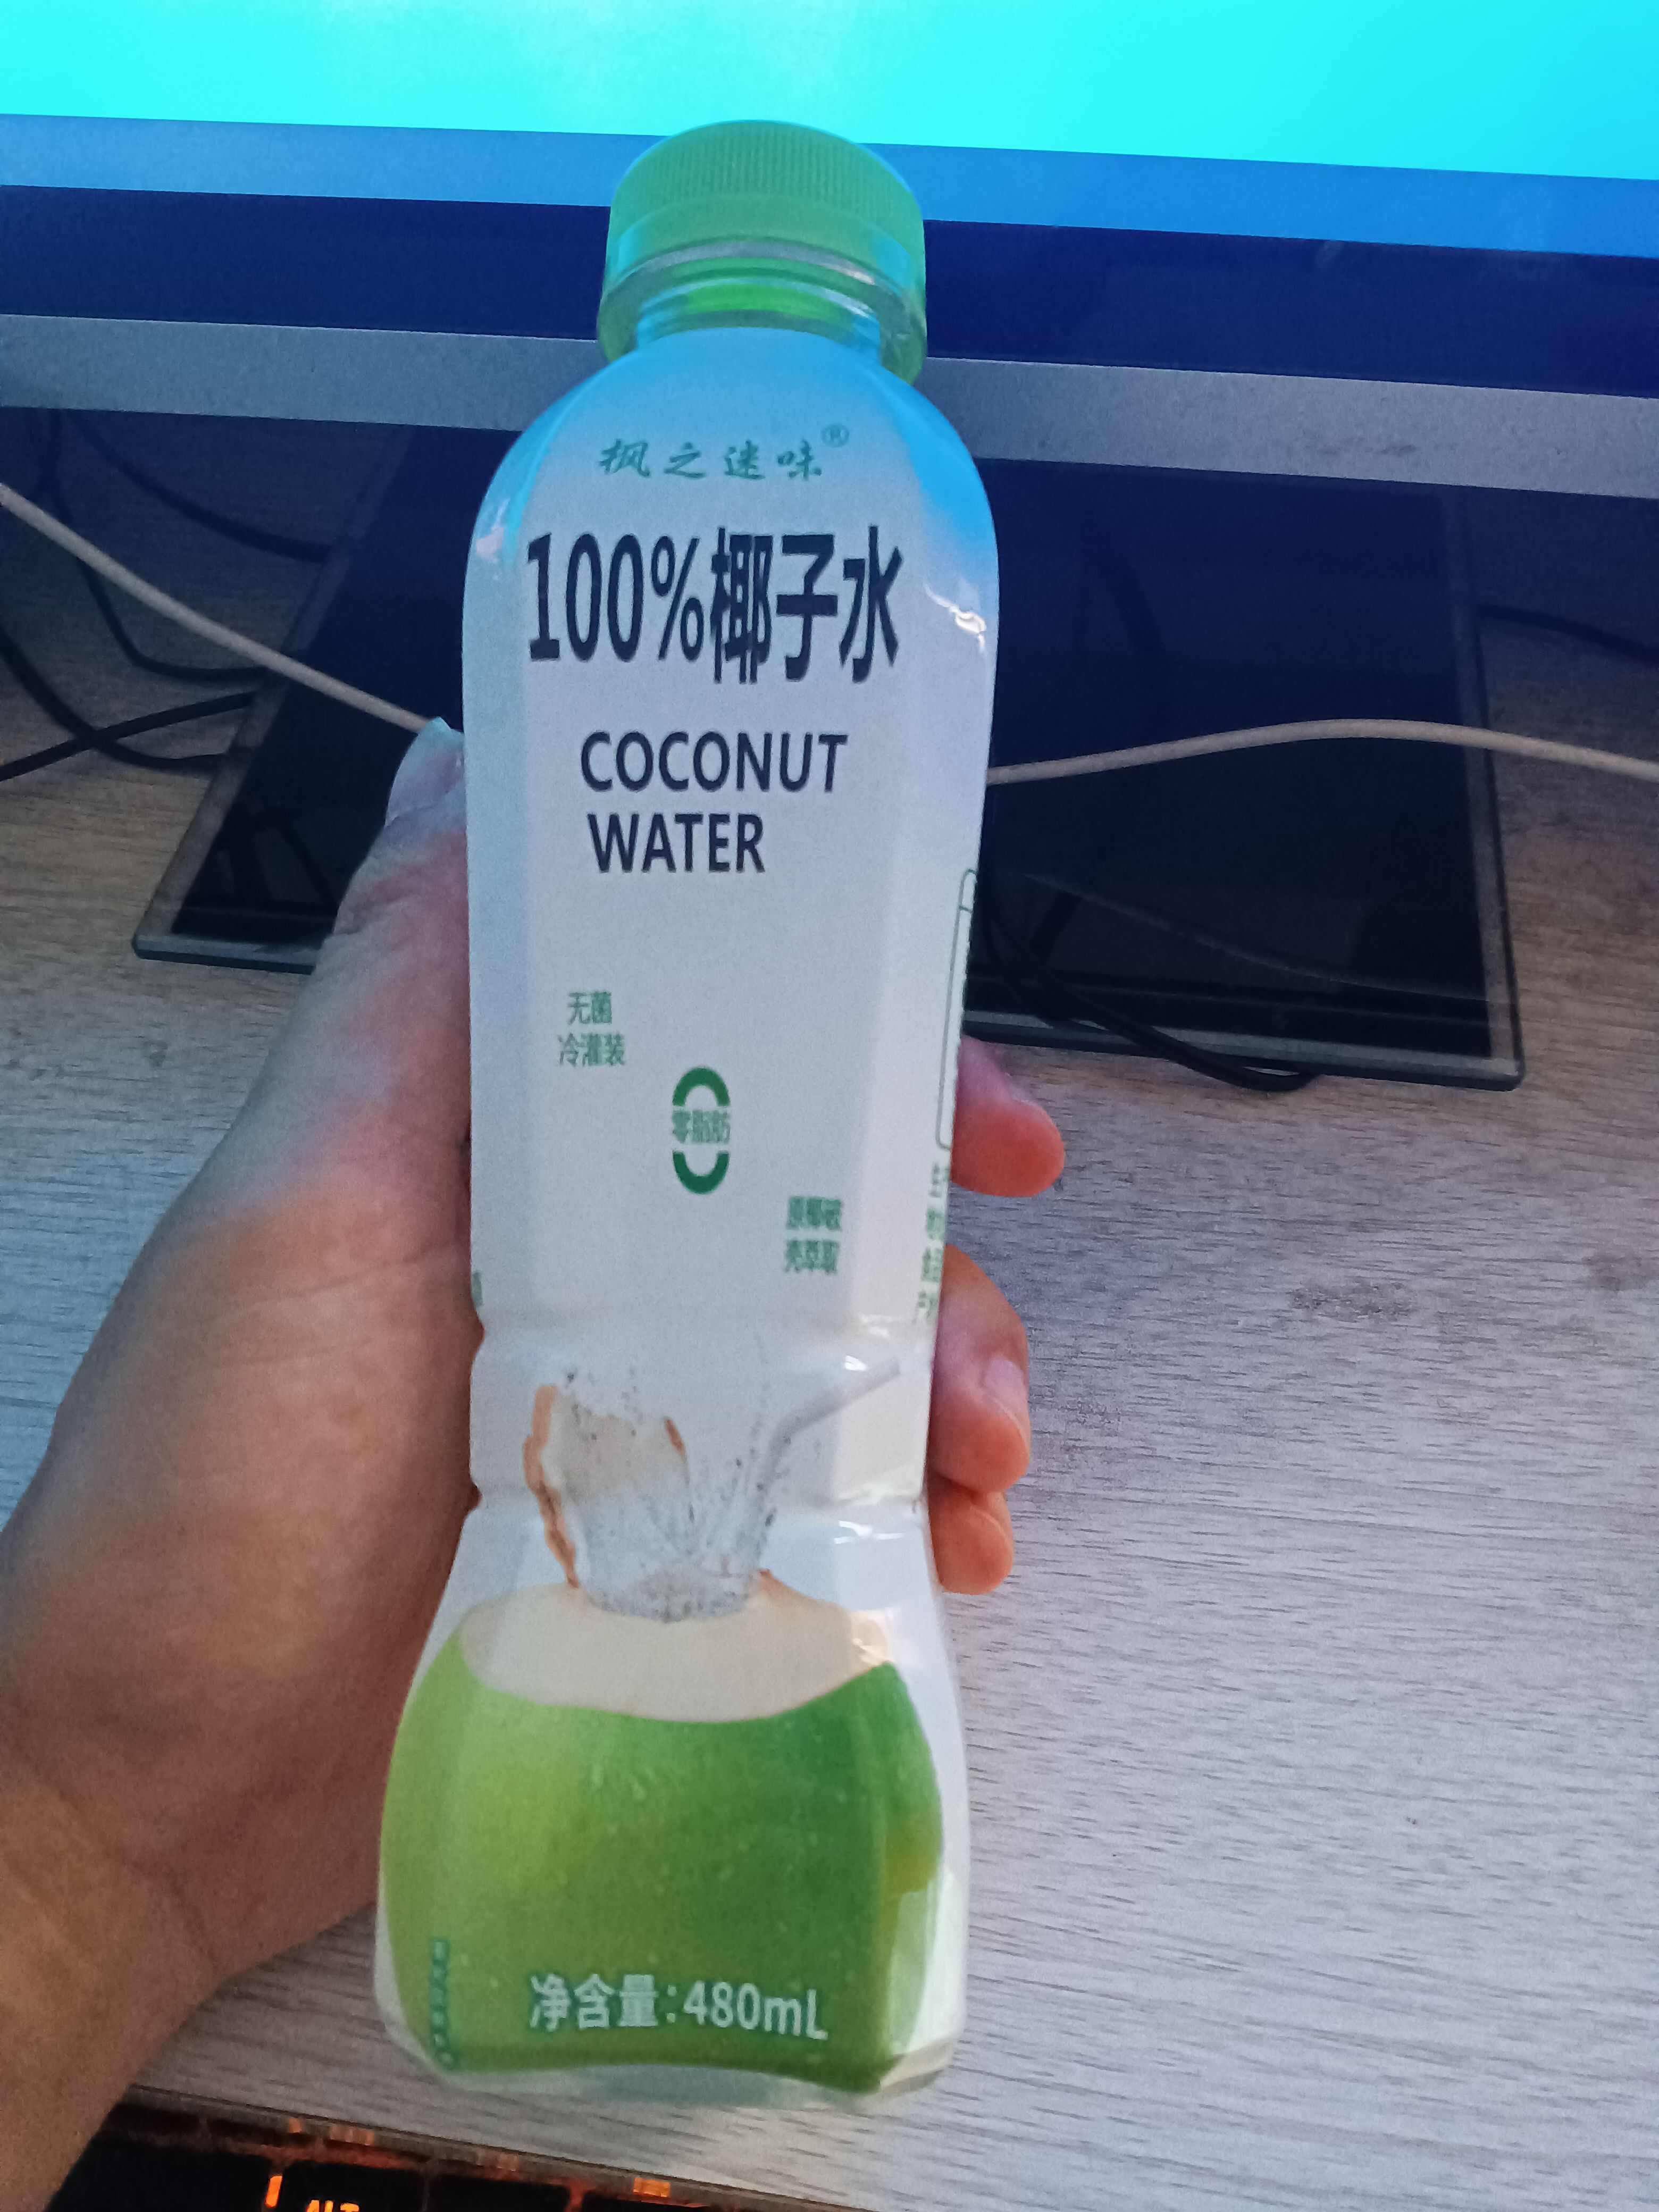 枫之迷味®
100%椰子水
COCONUT
WATER
无菌
冷灌装
零脂肪
原椰破
壳萃取
净含量:480mL
ALT